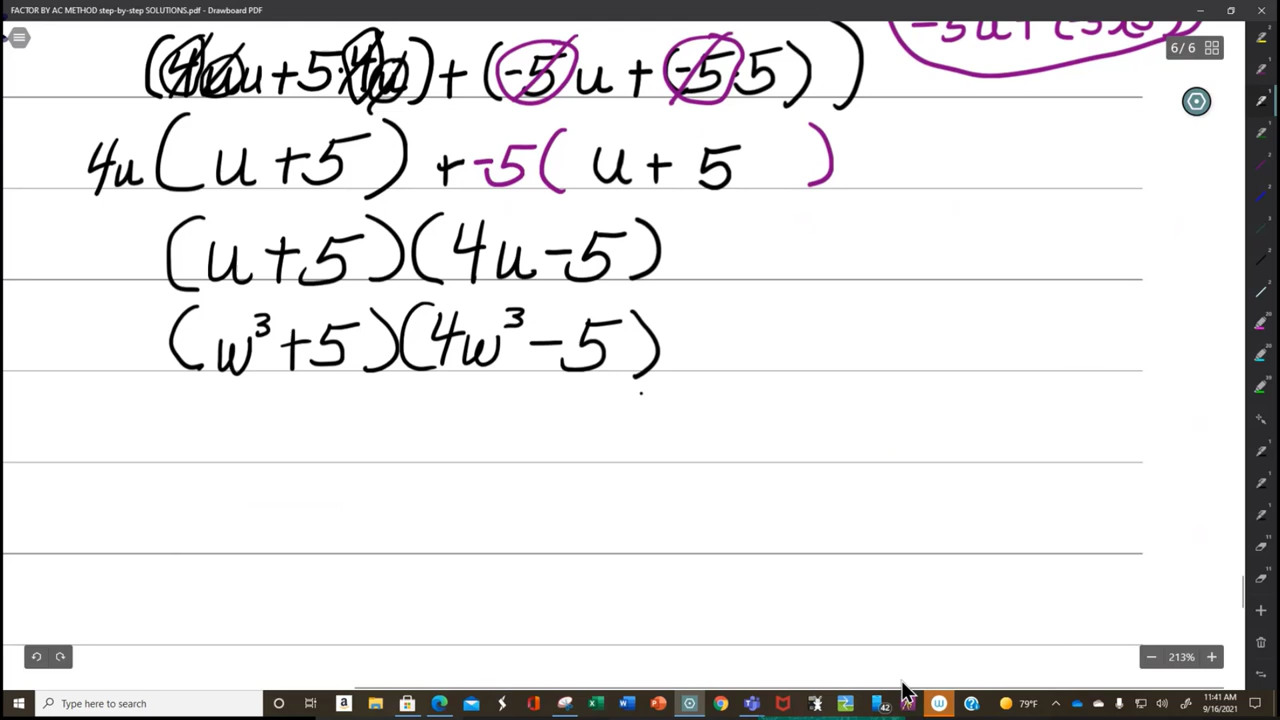 FACTOR BY AC METHOD step-by-step SOLUTIONS.pdf - Drawboard PDF
6/6
(4u u+5·4u)+(-5u+-5·5))
4u(u+5)+-5(u+5)
(u+5)(4u-5)
(w³+5)(4w³-5)
213%
Type here to search
42
79°F
11:41 AM
9/16/2021